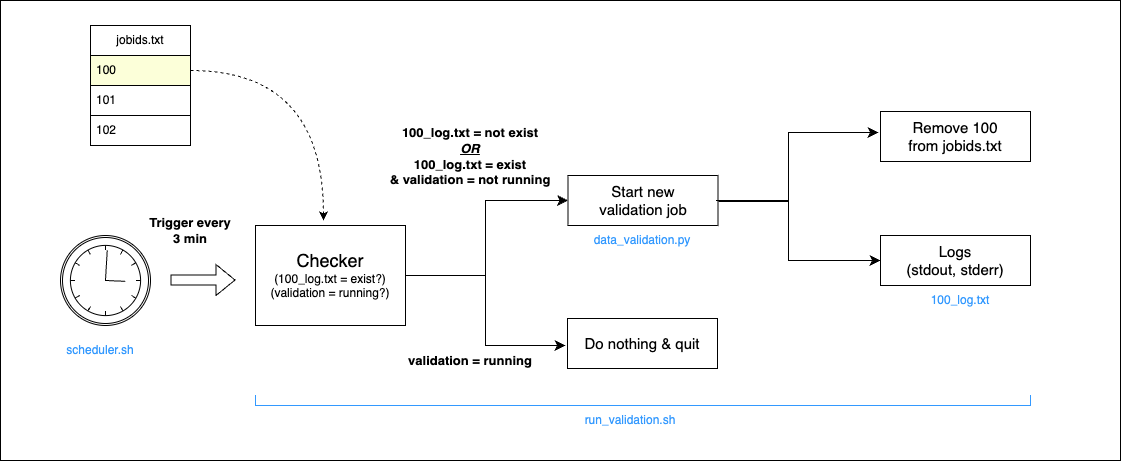 jobids.txt
100
101
102
Trigger every
3 min
scheduler.sh
Checker
(100_log.txt = exist?)
(validation = running?)
100_log.txt = not exist
OR
100_log.txt = exist
& validation = not running
validation = running
Start new
validation job
data_validation.py
Do nothing & quit
Remove 100
from jobids.txt
Logs
(stdout, stderr)
100_log.txt
run_validation.sh